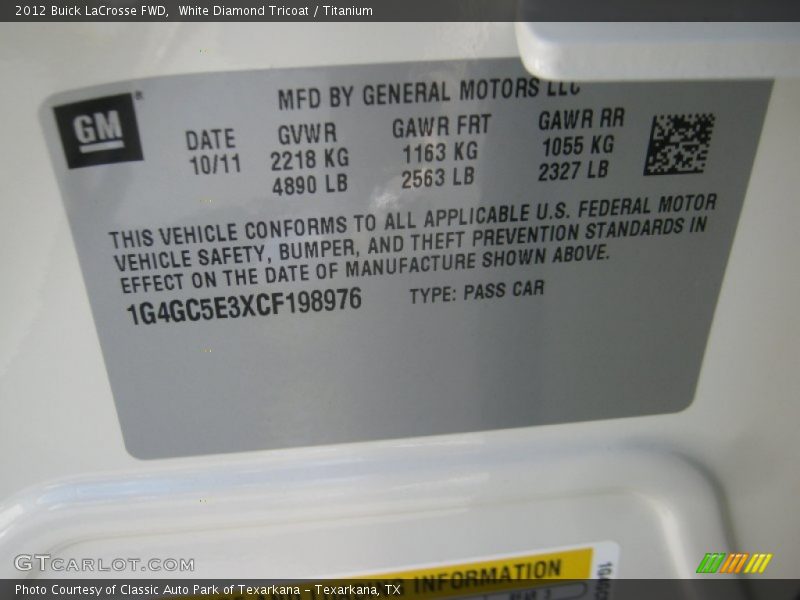 2012 Buick LaCrosse FWD,  White Diamond Tricoat / Titanium
GM®
MFD BY GENERAL MOTORS LLC
DATE GVWR GAWR FRT GAWR RR
10/11 2218 KG 1163 KG 1055 KG
4890 LB 2563 LB 2327 LB
THIS VEHICLE CONFORMS TO ALL APPLICABLE U.S. FEDERAL MOTOR
VEHICLE SAFETY, BUMPER, AND THEFT PREVENTION STANDARDS IN
EFFECT ON THE DATE OF MANUFACTURE SHOWN ABOVE.
1G4GC5E3XCF198976 TYPE: PASS CAR
AND LOADING INFORMATION
GTCARLOT.COM
Photo Courtesy of Classic Auto Park of Texarkana – Texarkana, TX